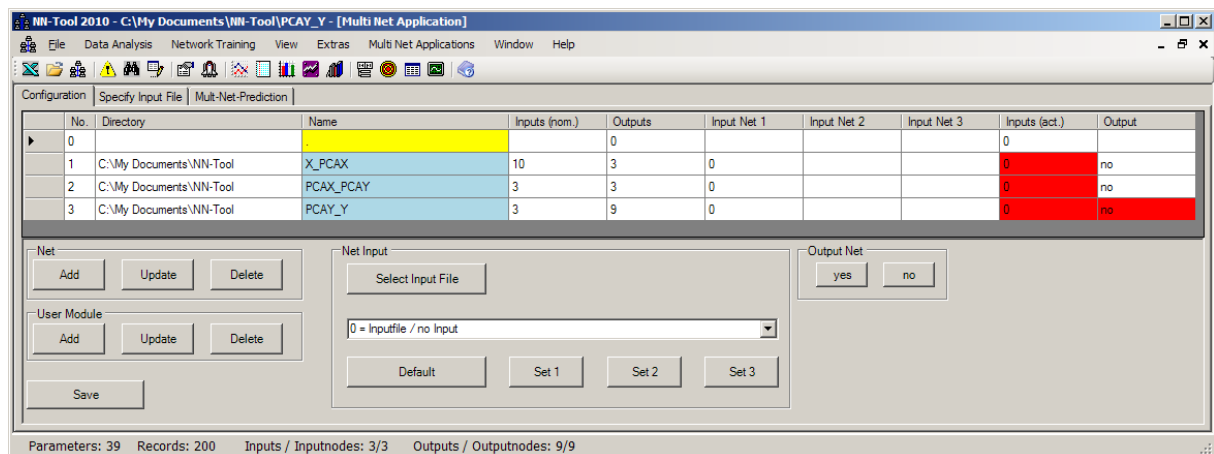 NN-Tool 2010 - C:\My Documents\NN-Tool\PCAY_Y - [Multi Net Application]
File Data Analysis Network Training View Extras Multi Net Applications Window Help
Configuration Specify Input File Mult-Net-Prediction
No. Directory Name Inputs (nom.) Outputs Input Net 1 Input Net 2 Input Net 3 Inputs (act.) Output
0 . 0 0
1 C:\My Documents\NN-Tool X_PCAX 10 3 0 0 no
2 C:\My Documents\NN-Tool PCAX_PCAY 3 3 0 0 no
3 C:\My Documents\NN-Tool PCAY_Y 3 9 0 0 no
Net Net Input Output Net
Add Update Delete Select Input File yes no
User Module
Add Update Delete 0 = Inputfile / no Input
Default Set 1 Set 2 Set 3
Save
Parameters: 39 Records: 200 Inputs / Inputnodes: 3/3 Outputs / Outputnodes: 9/9